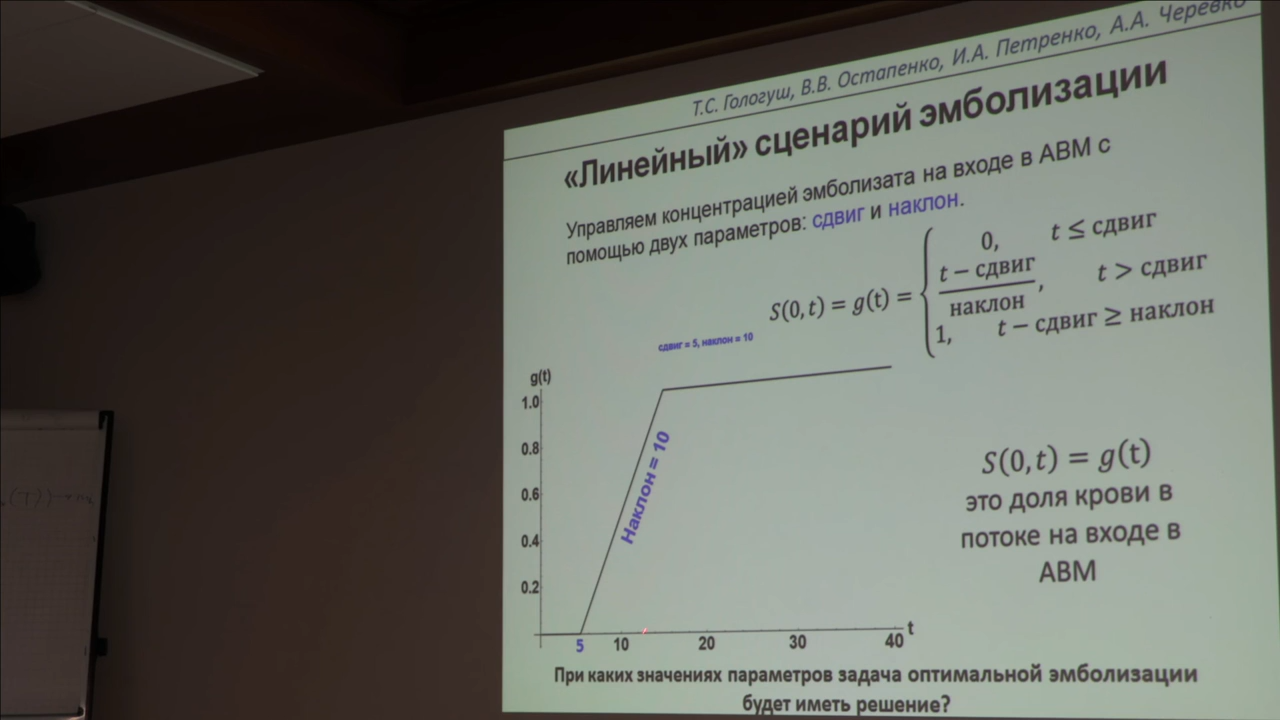 Т.С. Гологуш, В.В. Остапенко, И.А. Петренко, А.А. Черевко
«Линейный» сценарий эмболизации
Управляем концентрацией эмболизата на входе в АВМ с
помощью двух параметров: сдвиг и наклон.
0, t ≤ сдвиг
S(0, t) = g(t) = t − сдвиг / наклон, t > сдвиг
1, t − сдвиг ≥ наклон
сдвиг = 5, наклон = 10
g(t)
1.0
0.8
0.6
0.4
0.2
Наклон = 10
5 10 20 30 40 t
S(0, t) = g(t)
это доля крови в
потоке на входе в
АВМ
При каких значениях параметров задача оптимальной эмболизации
будет иметь решение?